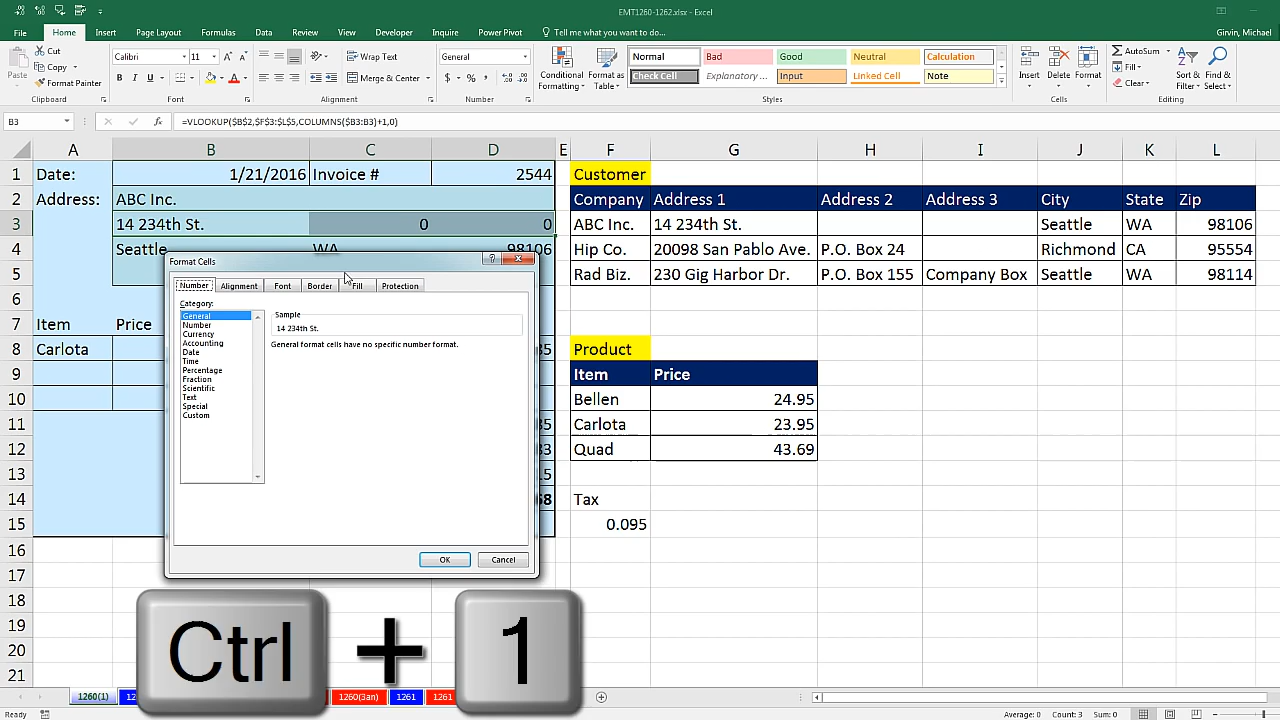 EMT1260-1262.xlsx - Excel
File Home Insert Page Layout Formulas Data Review View Developer Inquire Power Pivot Tell me what you want to do... Girvin, Michael
Paste
Cut
Copy
Format Painter
Clipboard
Calibri 11
B I U
Font
Wrap Text
Merge & Center
Alignment
General
$ % ,
Number
Conditional Formatting
Format as Table
Normal Bad Good Neutral Calculation
Check Cell Explanatory ... Input Linked Cell Note
Styles
Insert Delete Format
Cells
AutoSum
Fill
Clear
Sort & Filter
Find & Select
Editing
B3 fx =VLOOKUP($B$2,$F$3:$L$5,COLUMNS($B3:B3)+1,0)
A B C D E F G H I J K L
1 Date: 1/21/2016 Invoice # 2544 Customer
2 Address: ABC Inc. Company Address 1 Address 2 Address 3 City State Zip
3 14 234th St. 0 0 ABC Inc. 14 234th St. Seattle WA 98106
4 Seattle WA 98106 Hip Co. 20098 San Pablo Ave. P.O. Box 24 Richmond CA 95554
5 Rad Biz. 230 Gig Harbor Dr. P.O. Box 155 Company Box Seattle WA 98114
6
7 Item Price
8 Carlota Product
9 Item Price
10 Bellen 24.95
11 Carlota 23.95
12 Quad 43.69
13
14 Tax
15 0.095
16
17
18
19
20
21
Format Cells
Number Alignment Font Border Fill Protection
Category:
General
Number
Currency
Accounting
Date
Time
Percentage
Fraction
Scientific
Text
Special
Custom
Sample
14 234th St.
General format cells have no specific number format.
OK Cancel
Ctrl + 1
1260(1) 1260(3an) 1261 1261
Ready Average: 0 Count: 3 Sum: 0